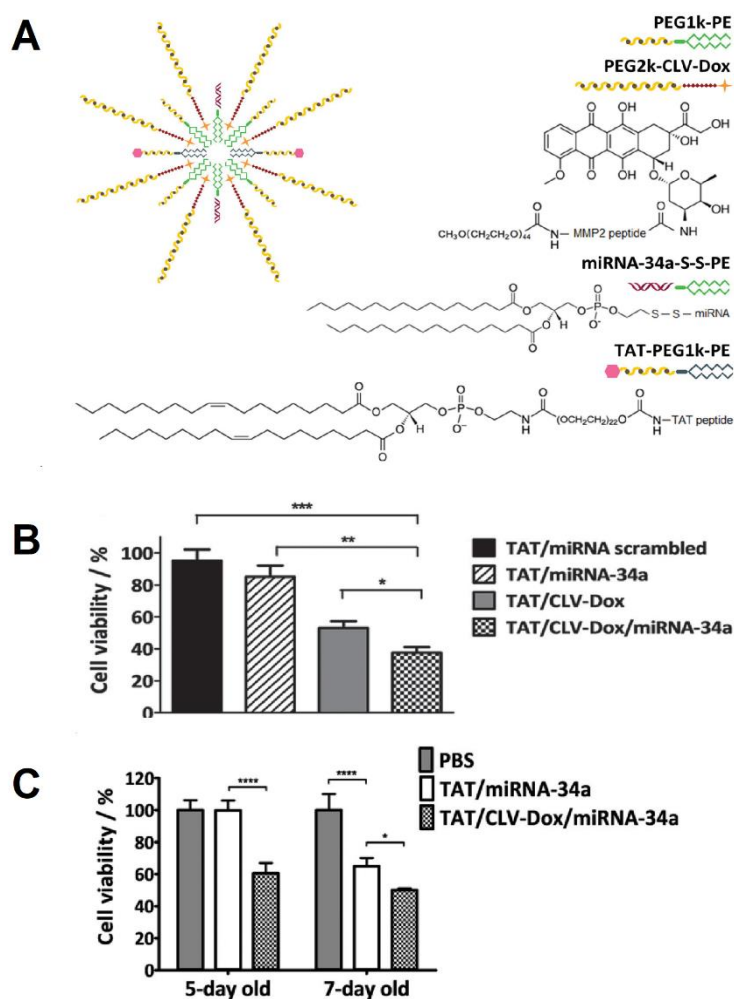 A
PEG1k-PE
PEG2k-CLV-Dox
O
OH
O
OH
OH
OMe
O
OH
O
O
O
OH
CH₃O(CH₂CH₂O)₄₄
O
N
H
MMP2 peptide
O
NH
miRNA-34a-S-S-PE
O
O
O
O
H
O
P
O
O⁻
S
S
miRNA
TAT-PEG1k-PE
O
O
O
O
H
O
P
O
O⁻
N
H
O
(OCH₂CH₂)₂₂
O
O
N
H
TAT peptide
B
***
**
*
Cell viability / %
100
80
60
40
20
0
TAT/miRNA scrambled
TAT/miRNA-34a
TAT/CLV-Dox
TAT/CLV-Dox/miRNA-34a
C
PBS
TAT/miRNA-34a
TAT/CLV-Dox/miRNA-34a
Cell viability / %
120
100
80
60
40
20
0
****
****
*
5-day old
7-day old